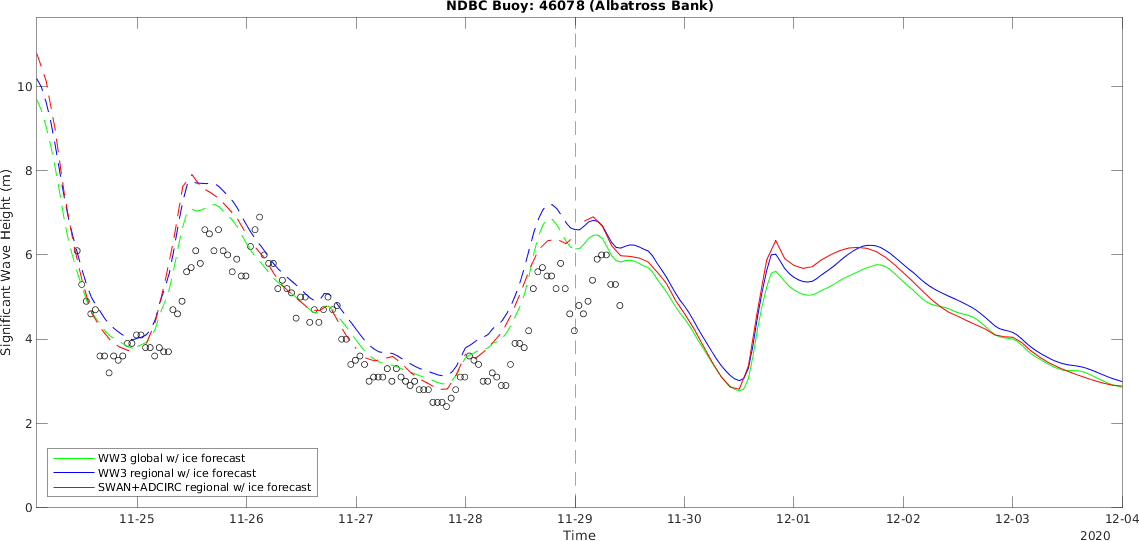 NDBC Buoy: 46078 (Albatross Bank)
Significant Wave Height (m)
10
8
6
4
2
0
WW3 global w/ ice forecast
WW3 regional w/ ice forecast
SWAN+ADCIRC regional w/ ice forecast
11-25 11-26 11-27 11-28 11-29 11-30 12-01 12-02 12-03 12-04
Time
2020